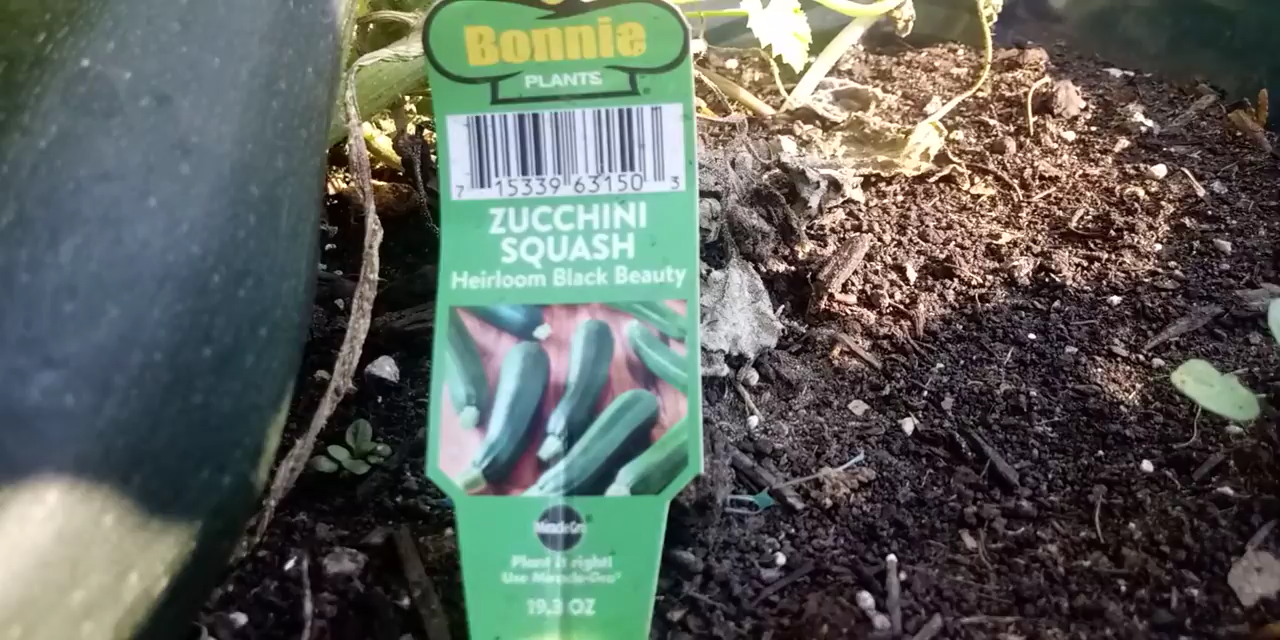 Bonnie
PLANTS
7 15339 63150 3
ZUCCHINI
SQUASH
Heirloom Black Beauty
Miracle-Gro
Plant it right!
Use Miracle-Gro®
19.3 OZ